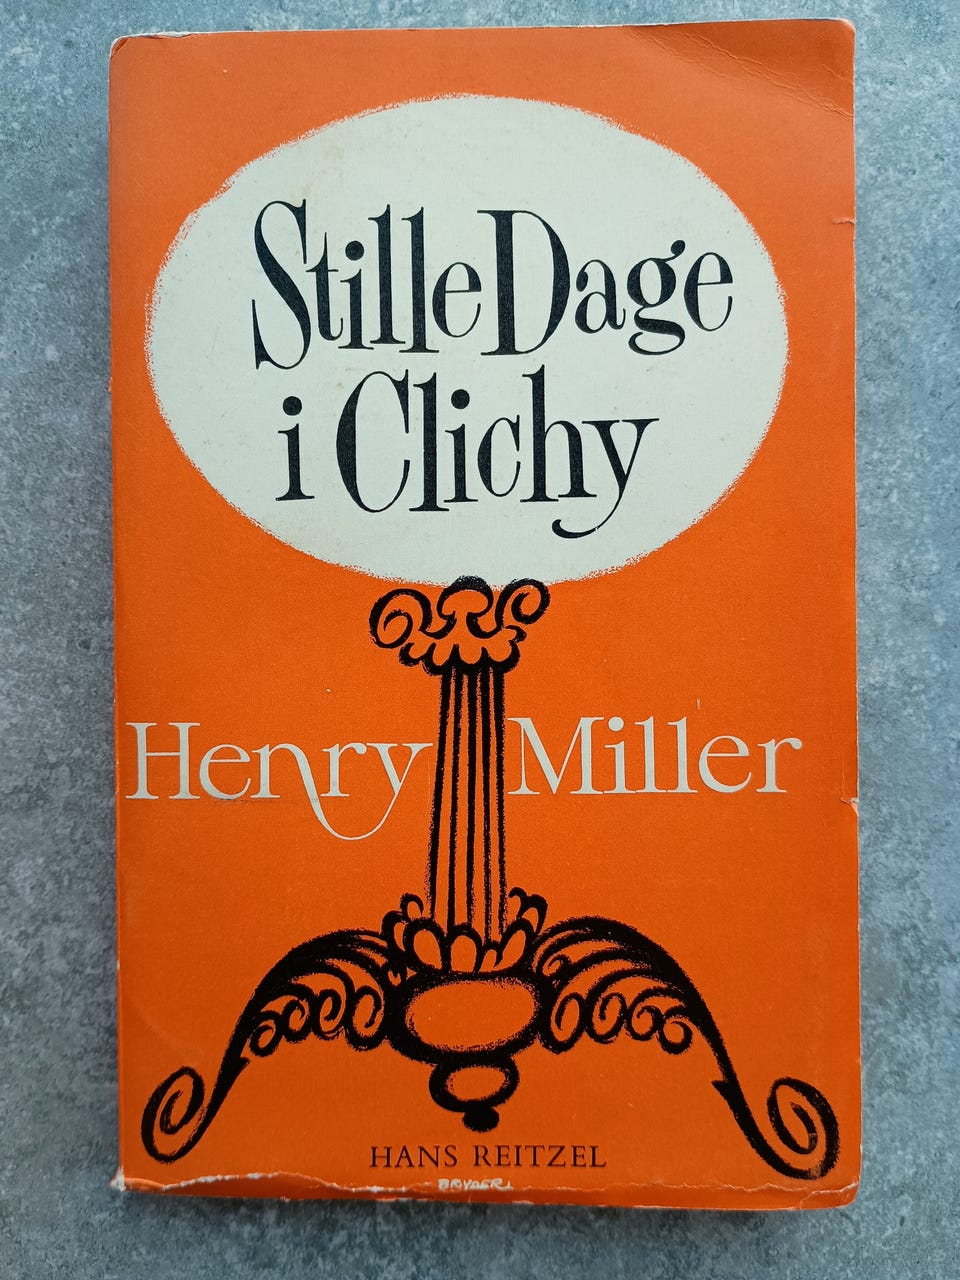 Stille Dage
i Clichy
Henry Miller
HANS REITZEL